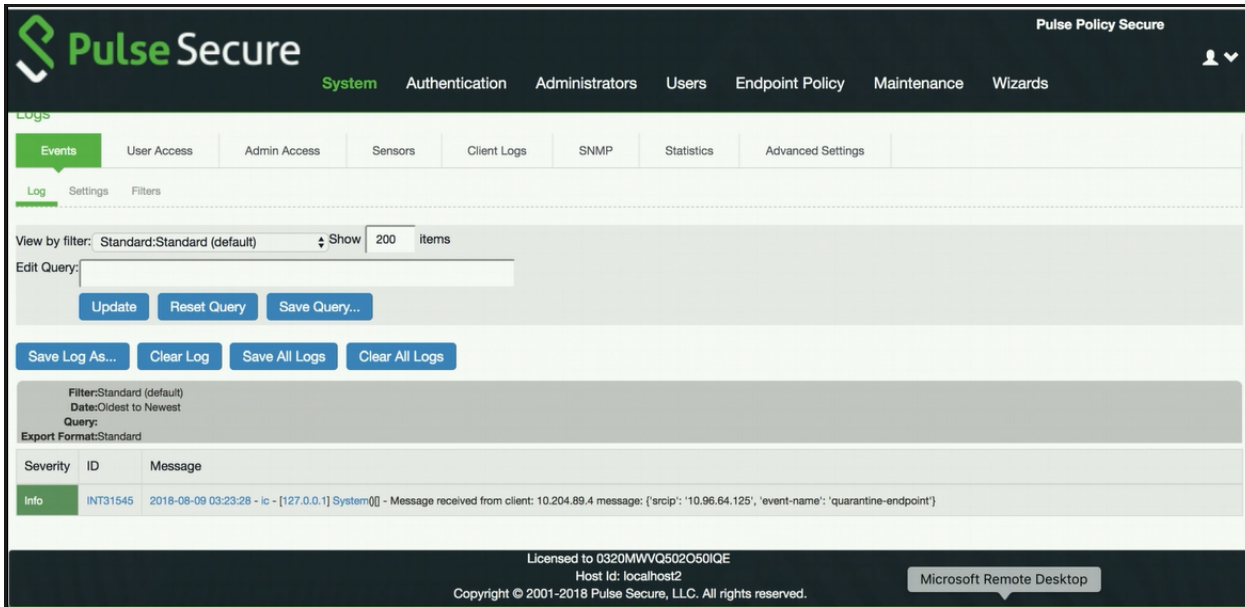 Pulse Policy Secure
Pulse Secure
System Authentication Administrators Users Endpoint Policy Maintenance Wizards
Logs
Events User Access Admin Access Sensors Client Logs SNMP Statistics Advanced Settings
Log Settings Filters
View by filter: Standard:Standard (default) Show 200 items
Edit Query:
Update Reset Query Save Query...
Save Log As... Clear Log Save All Logs Clear All Logs
Filter:Standard (default)
Date:Oldest to Newest
Query:
Export Format:Standard
Severity ID Message
Info INT31545 2018-08-09 03:23:28 - ic - [127.0.0.1] System()[] - Message received from client: 10.204.89.4 message: {'srcip': '10.96.64.125', 'event-name': 'quarantine-endpoint'}
Licensed to 0320MWVQ502O50IQE
Host Id: localhost2
Copyright © 2001-2018 Pulse Secure, LLC. All rights reserved.
Microsoft Remote Desktop